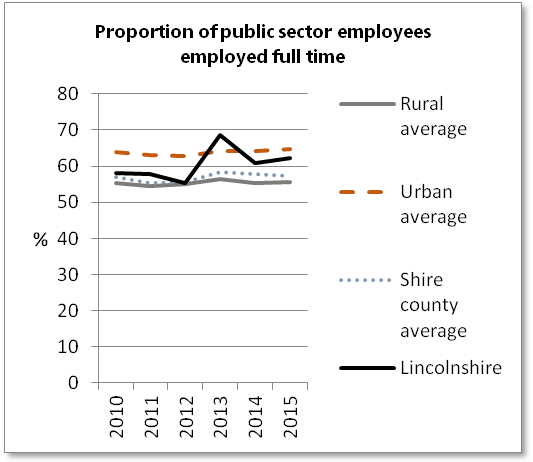 Proportion of public sector employees
employed full time
80
70
60
50
40
30
20
10
0
%
2010
2011
2012
2013
2014
2015
Rural
average
Urban
average
Shire
county
average
Lincolnshire